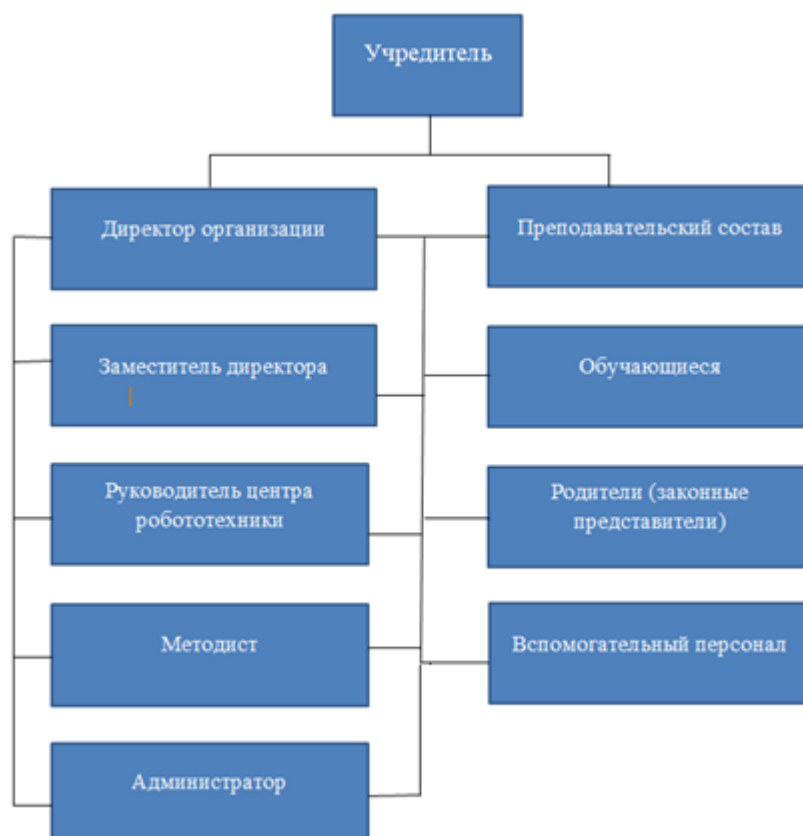 Учредитель
Директор организации
Преподавательский состав
Заместитель директора
Обучающиеся
Руководитель центра
робототехники
Родители (законные
представители)
Методист
Вспомогательный персонал
Администратор